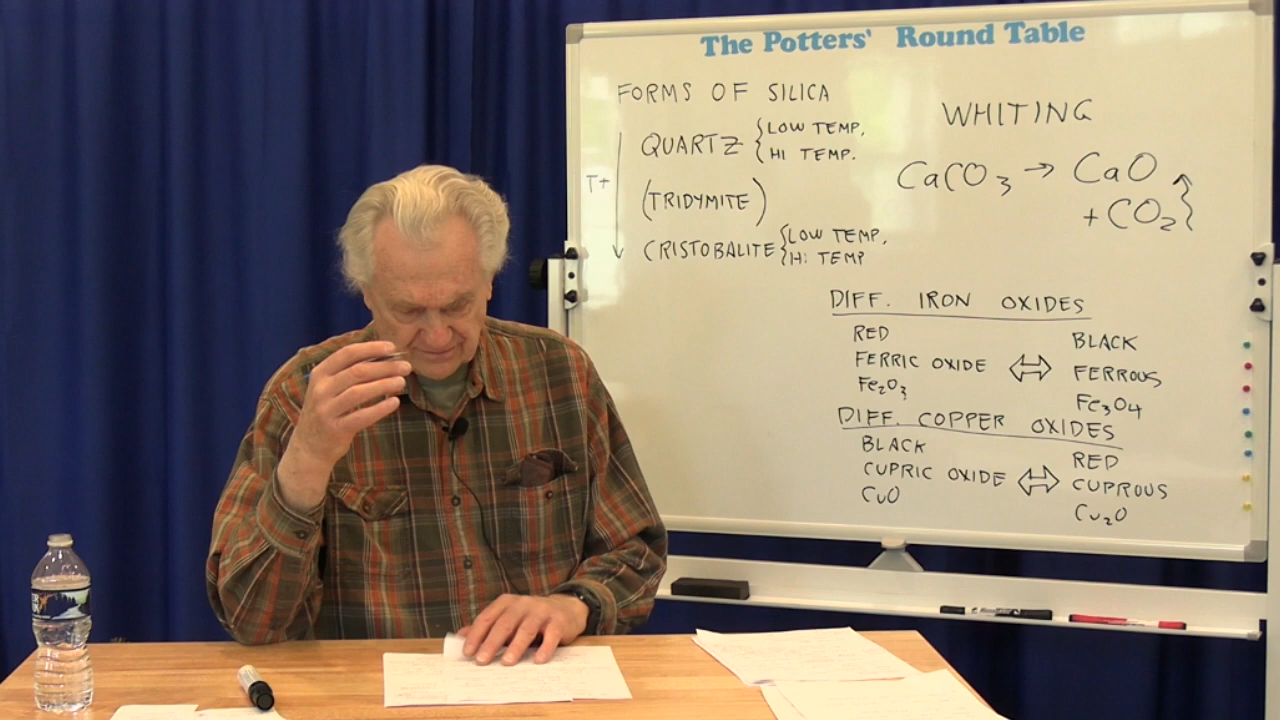 The Potters' Round Table
FORMS OF SILICA
T+
QUARTZ { LOW TEMP,
HI TEMP.
(TRIDYMITE)
CRISTOBALITE { LOW TEMP,
Hi TEMP
WHITING
CaCO₃ → CaO
+CO₂
DIFF. IRON OXIDES
RED
FERRIC OXIDE
Fe₂O₃
⇔
BLACK
FERROUS
Fe₃O₄
DIFF. COPPER OXIDES
BLACK
CUPRIC OXIDE
CuO
⇔
RED
CUPROUS
Cu₂O